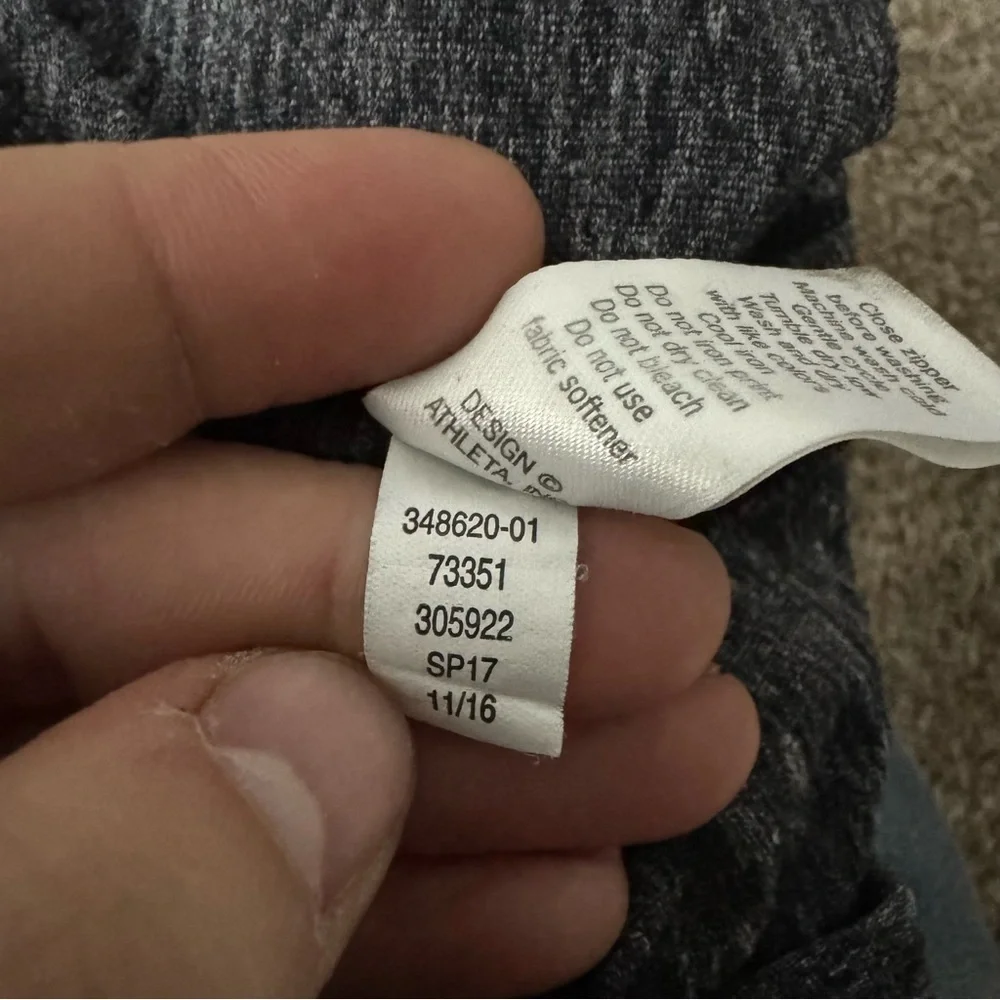 Close zipper
before washing
Machine wash cold
Gentle cycle
Tumble dry low
Wash and dry
with like colors
Cool iron
Do not iron print
Do not dry clean
Do not bleach
Do not use
fabric softener
DESIGN ©
ATHLETA, INC
348620-01
73351
305922
SP17
11/16